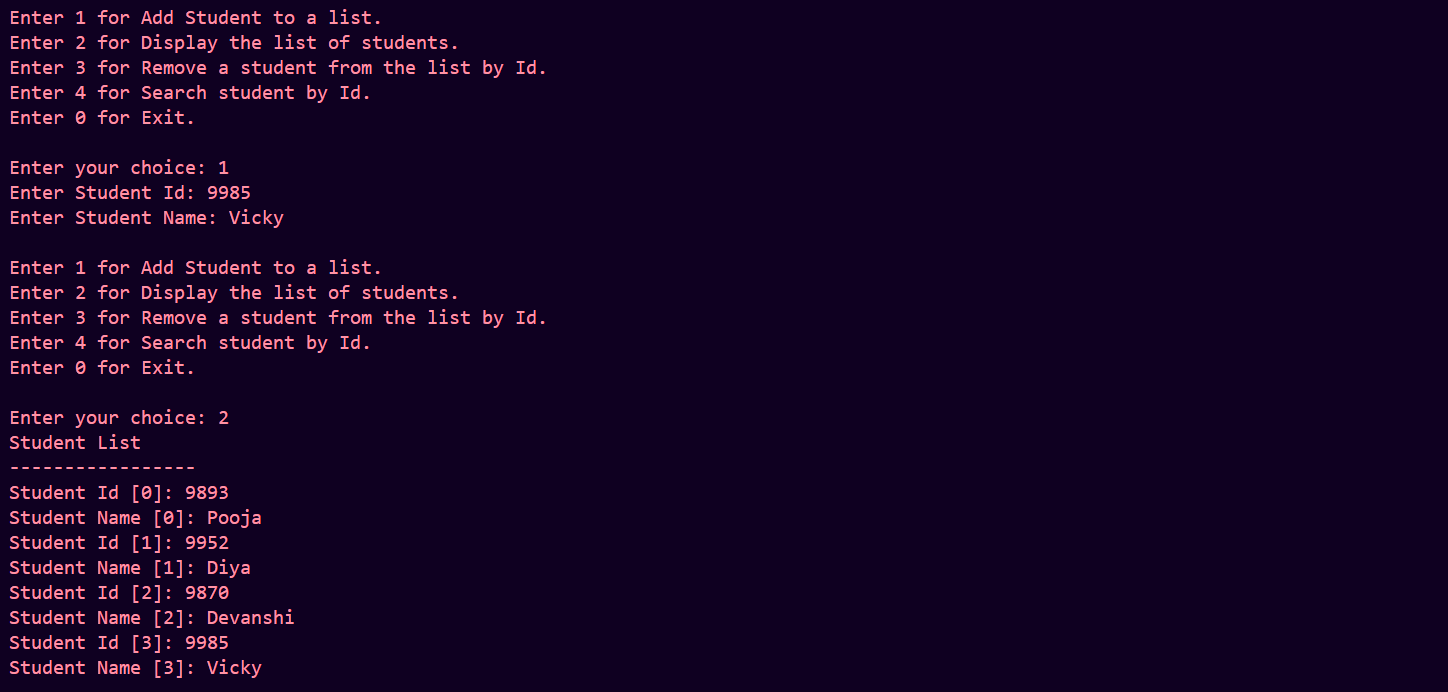 Enter 1 for Add Student to a list.
Enter 2 for Display the list of students.
Enter 3 for Remove a student from the list by Id.
Enter 4 for Search student by Id.
Enter 0 for Exit.
Enter your choice: 1
Enter Student Id: 9985
Enter Student Name: Vicky
Enter 1 for Add Student to a list.
Enter 2 for Display the list of students.
Enter 3 for Remove a student from the list by Id.
Enter 4 for Search student by Id.
Enter 0 for Exit.
Enter your choice: 2
Student List
-----------------
Student Id [0]: 9893
Student Name [0]: Pooja
Student Id [1]: 9952
Student Name [1]: Diya
Student Id [2]: 9870
Student Name [2]: Devanshi
Student Id [3]: 9985
Student Name [3]: Vicky